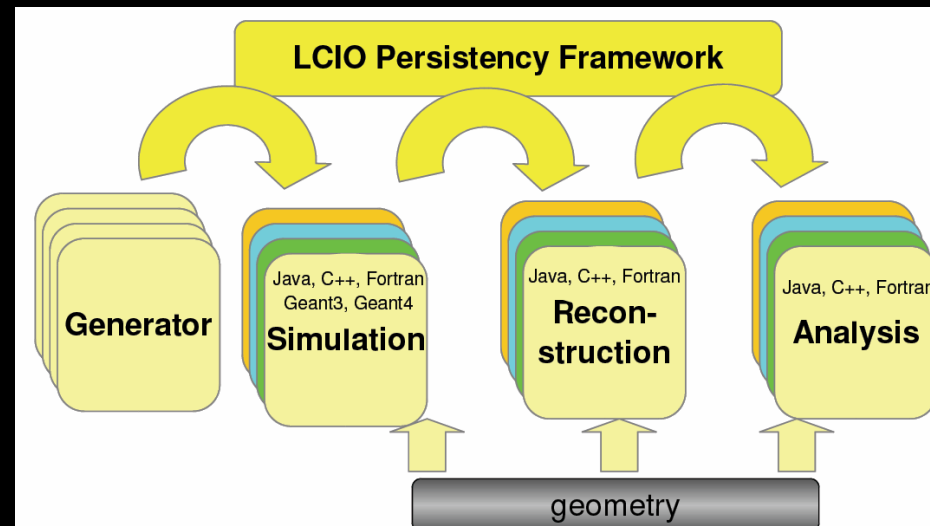 LCIO Persistency Framework
Generator
Java, C++, Fortran
Geant3, Geant4
Simulation
Java, C++, Fortran
Recon-
struction
Java, C++, Fortran
Analysis
geometry